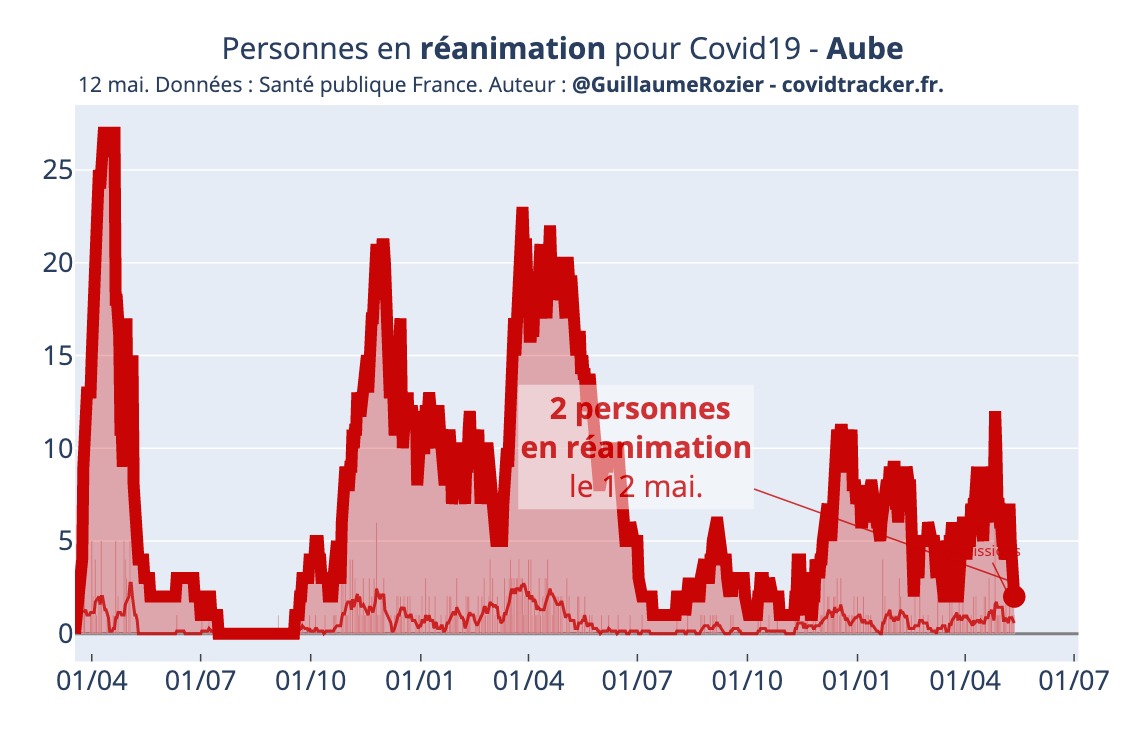 Personnes en réanimation pour Covid19 - Aube
12 mai. Données : Santé publique France. Auteur : @GuillaumeRozier - covidtracker.fr.
25
20
15
10
5
0
2 personnes
en réanimation
le 12 mai.
01/04 01/07 01/10 01/01 01/04 01/07 01/10 01/01 01/04 01/07